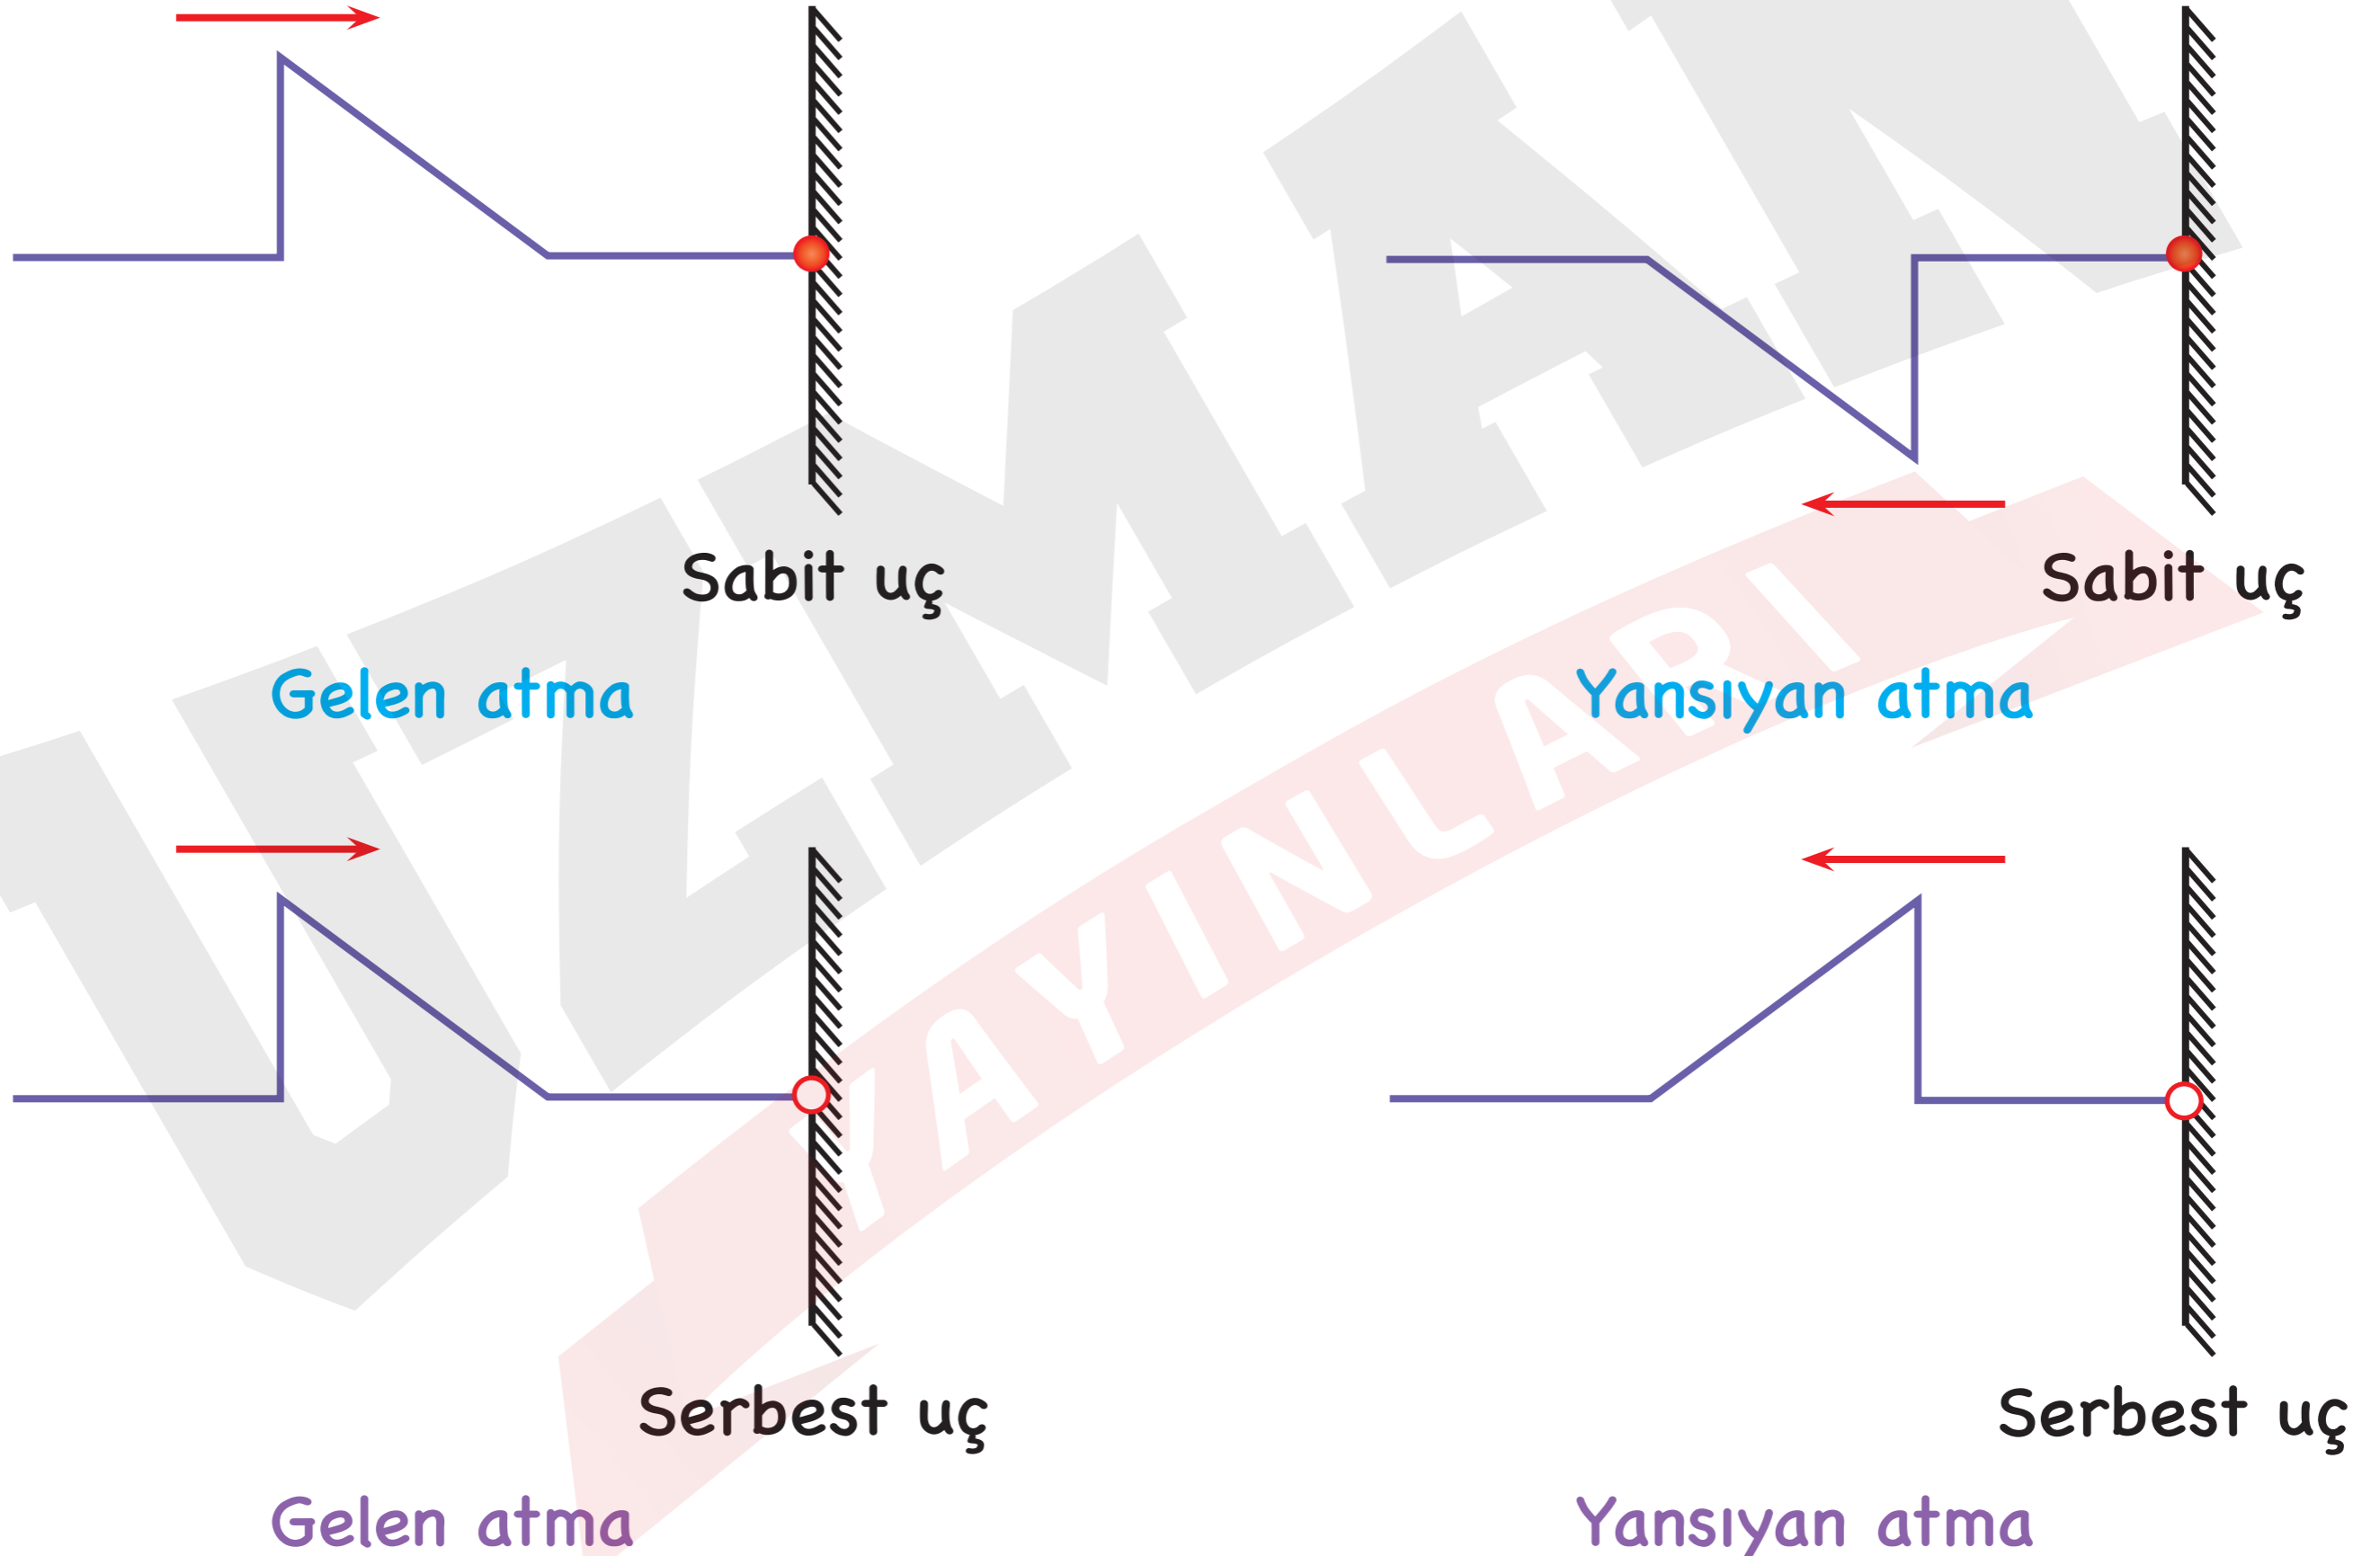 Sabit uç
Sabit uç
Gelen atma
Yansıyan atma
Serbest uç
Serbest uç
Gelen atma
Yansıyan atma
UZMAN
YAYINLARI